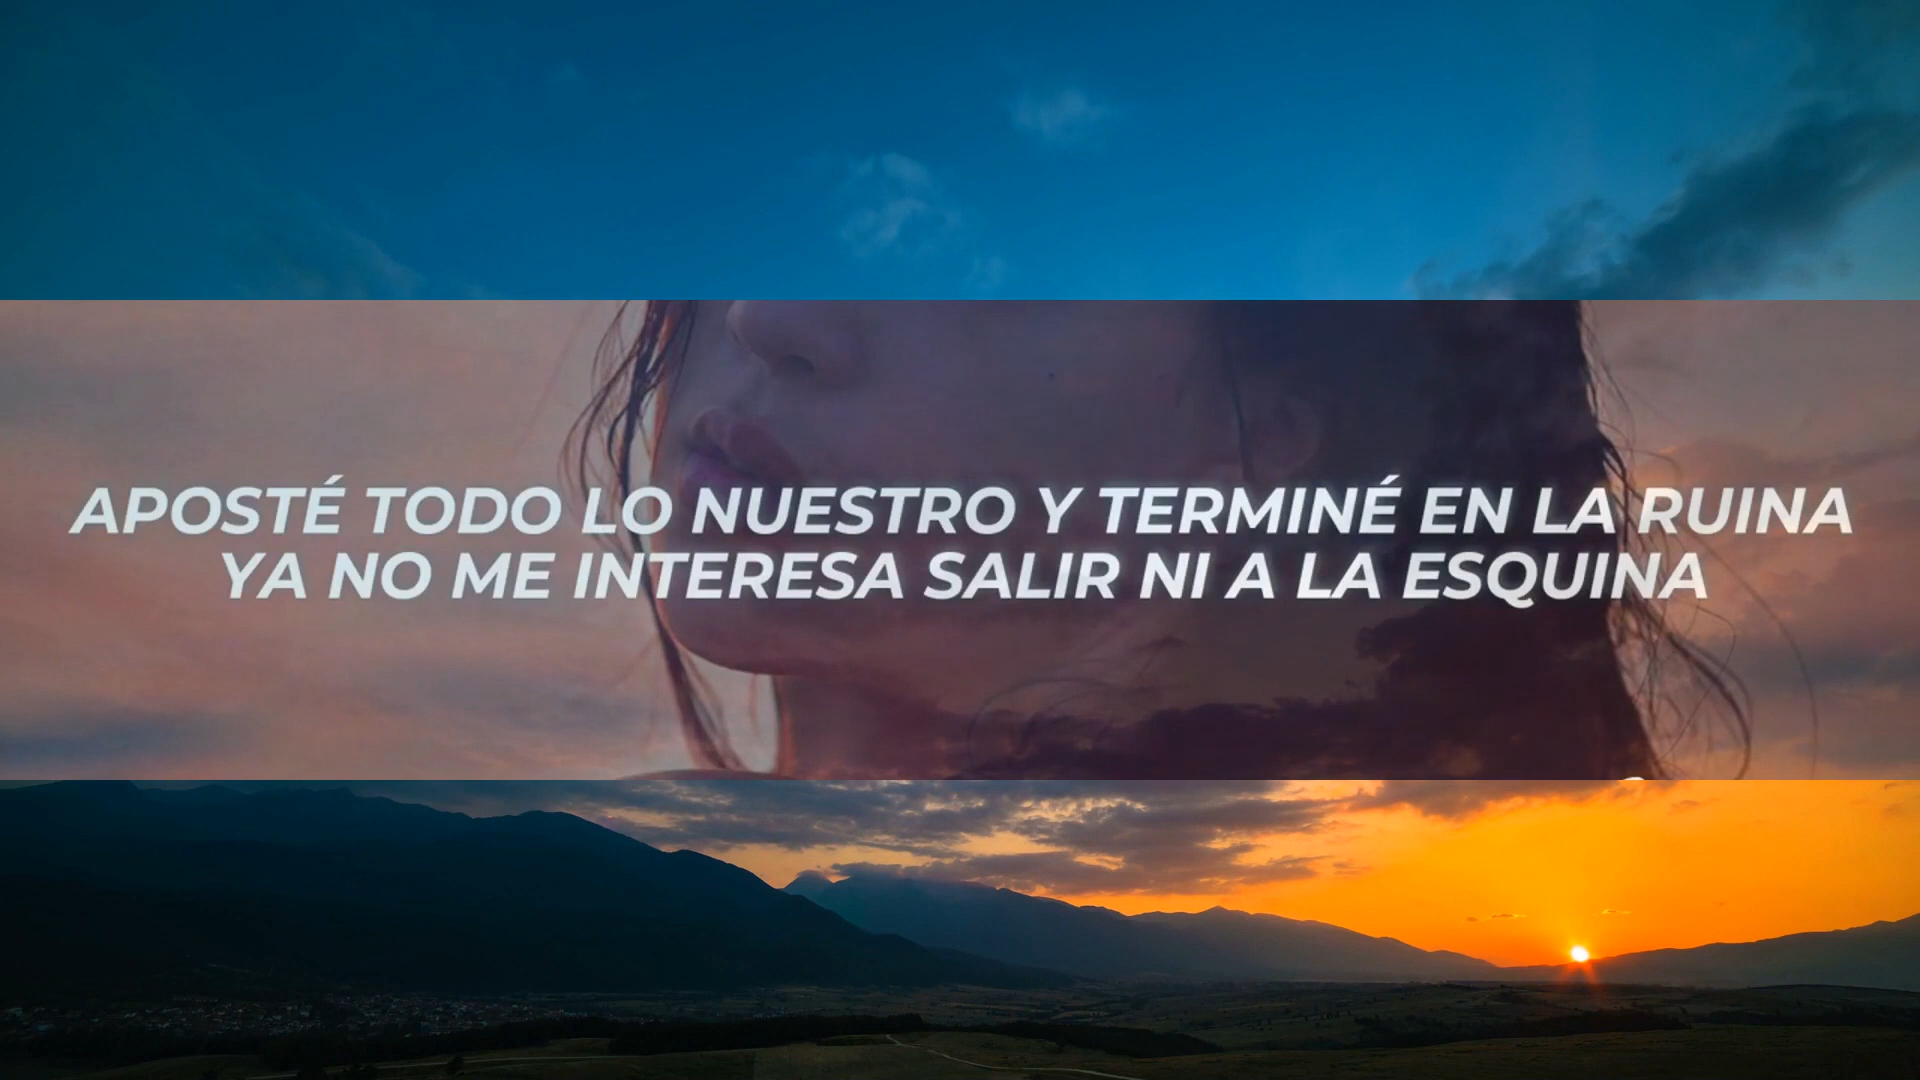 APOSTÉ TODO LO NUESTRO Y TERMINÉ EN LA RUINA
YA NO ME INTERESA SALIR NI A LA ESQUINA